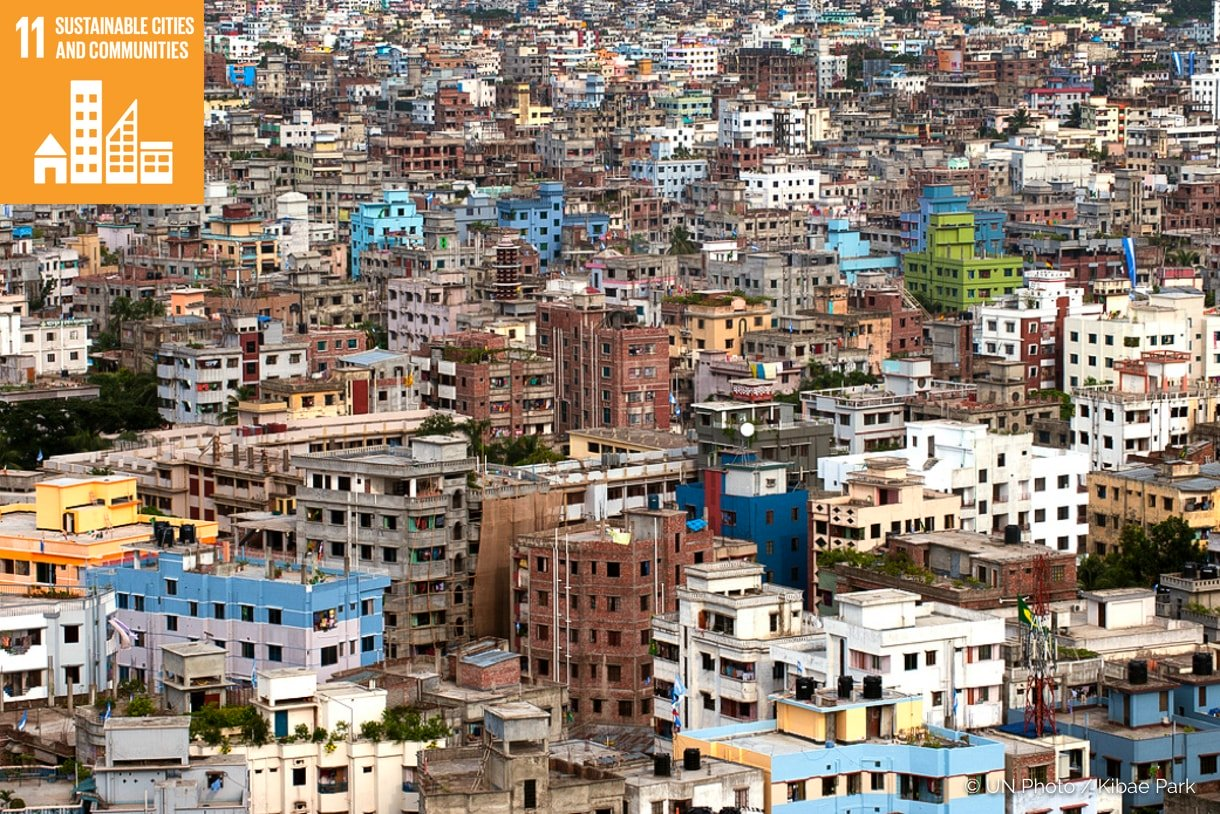 11 SUSTAINABLE CITIES
AND COMMUNITIES
© UN Photo / Kibae Park